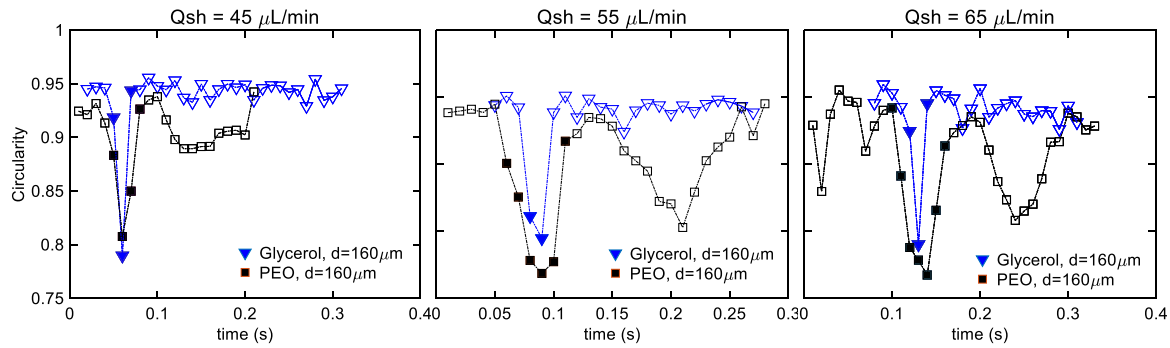 Qsh = 45 μL/min
Qsh = 55 μL/min
Qsh = 65 μL/min
Circularity
1
0.95
0.9
0.85
0.8
0.75
Glycerol, d=160μm
PEO, d=160μm
Glycerol, d=160μm
PEO, d=160μm
Glycerol, d=160μm
PEO, d=160μm
0 0.1 0.2 0.3 0.4
0.05 0.1 0.15 0.2 0.25 0.3
0 0.1 0.2 0.3 0.4
time (s)
time (s)
time (s)